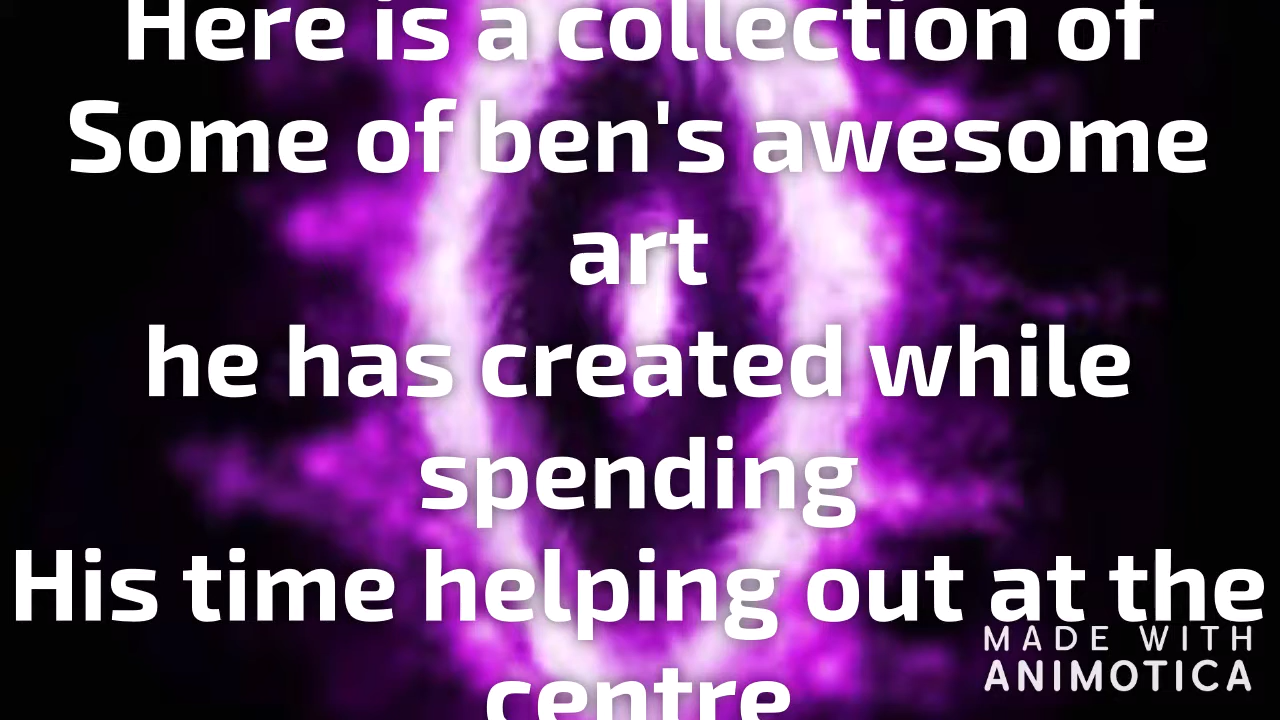 Here is a collection of
Some of ben's awesome
art
he has created while
spending
His time helping out at the
centre
MADE WITH
ANIMOTICA